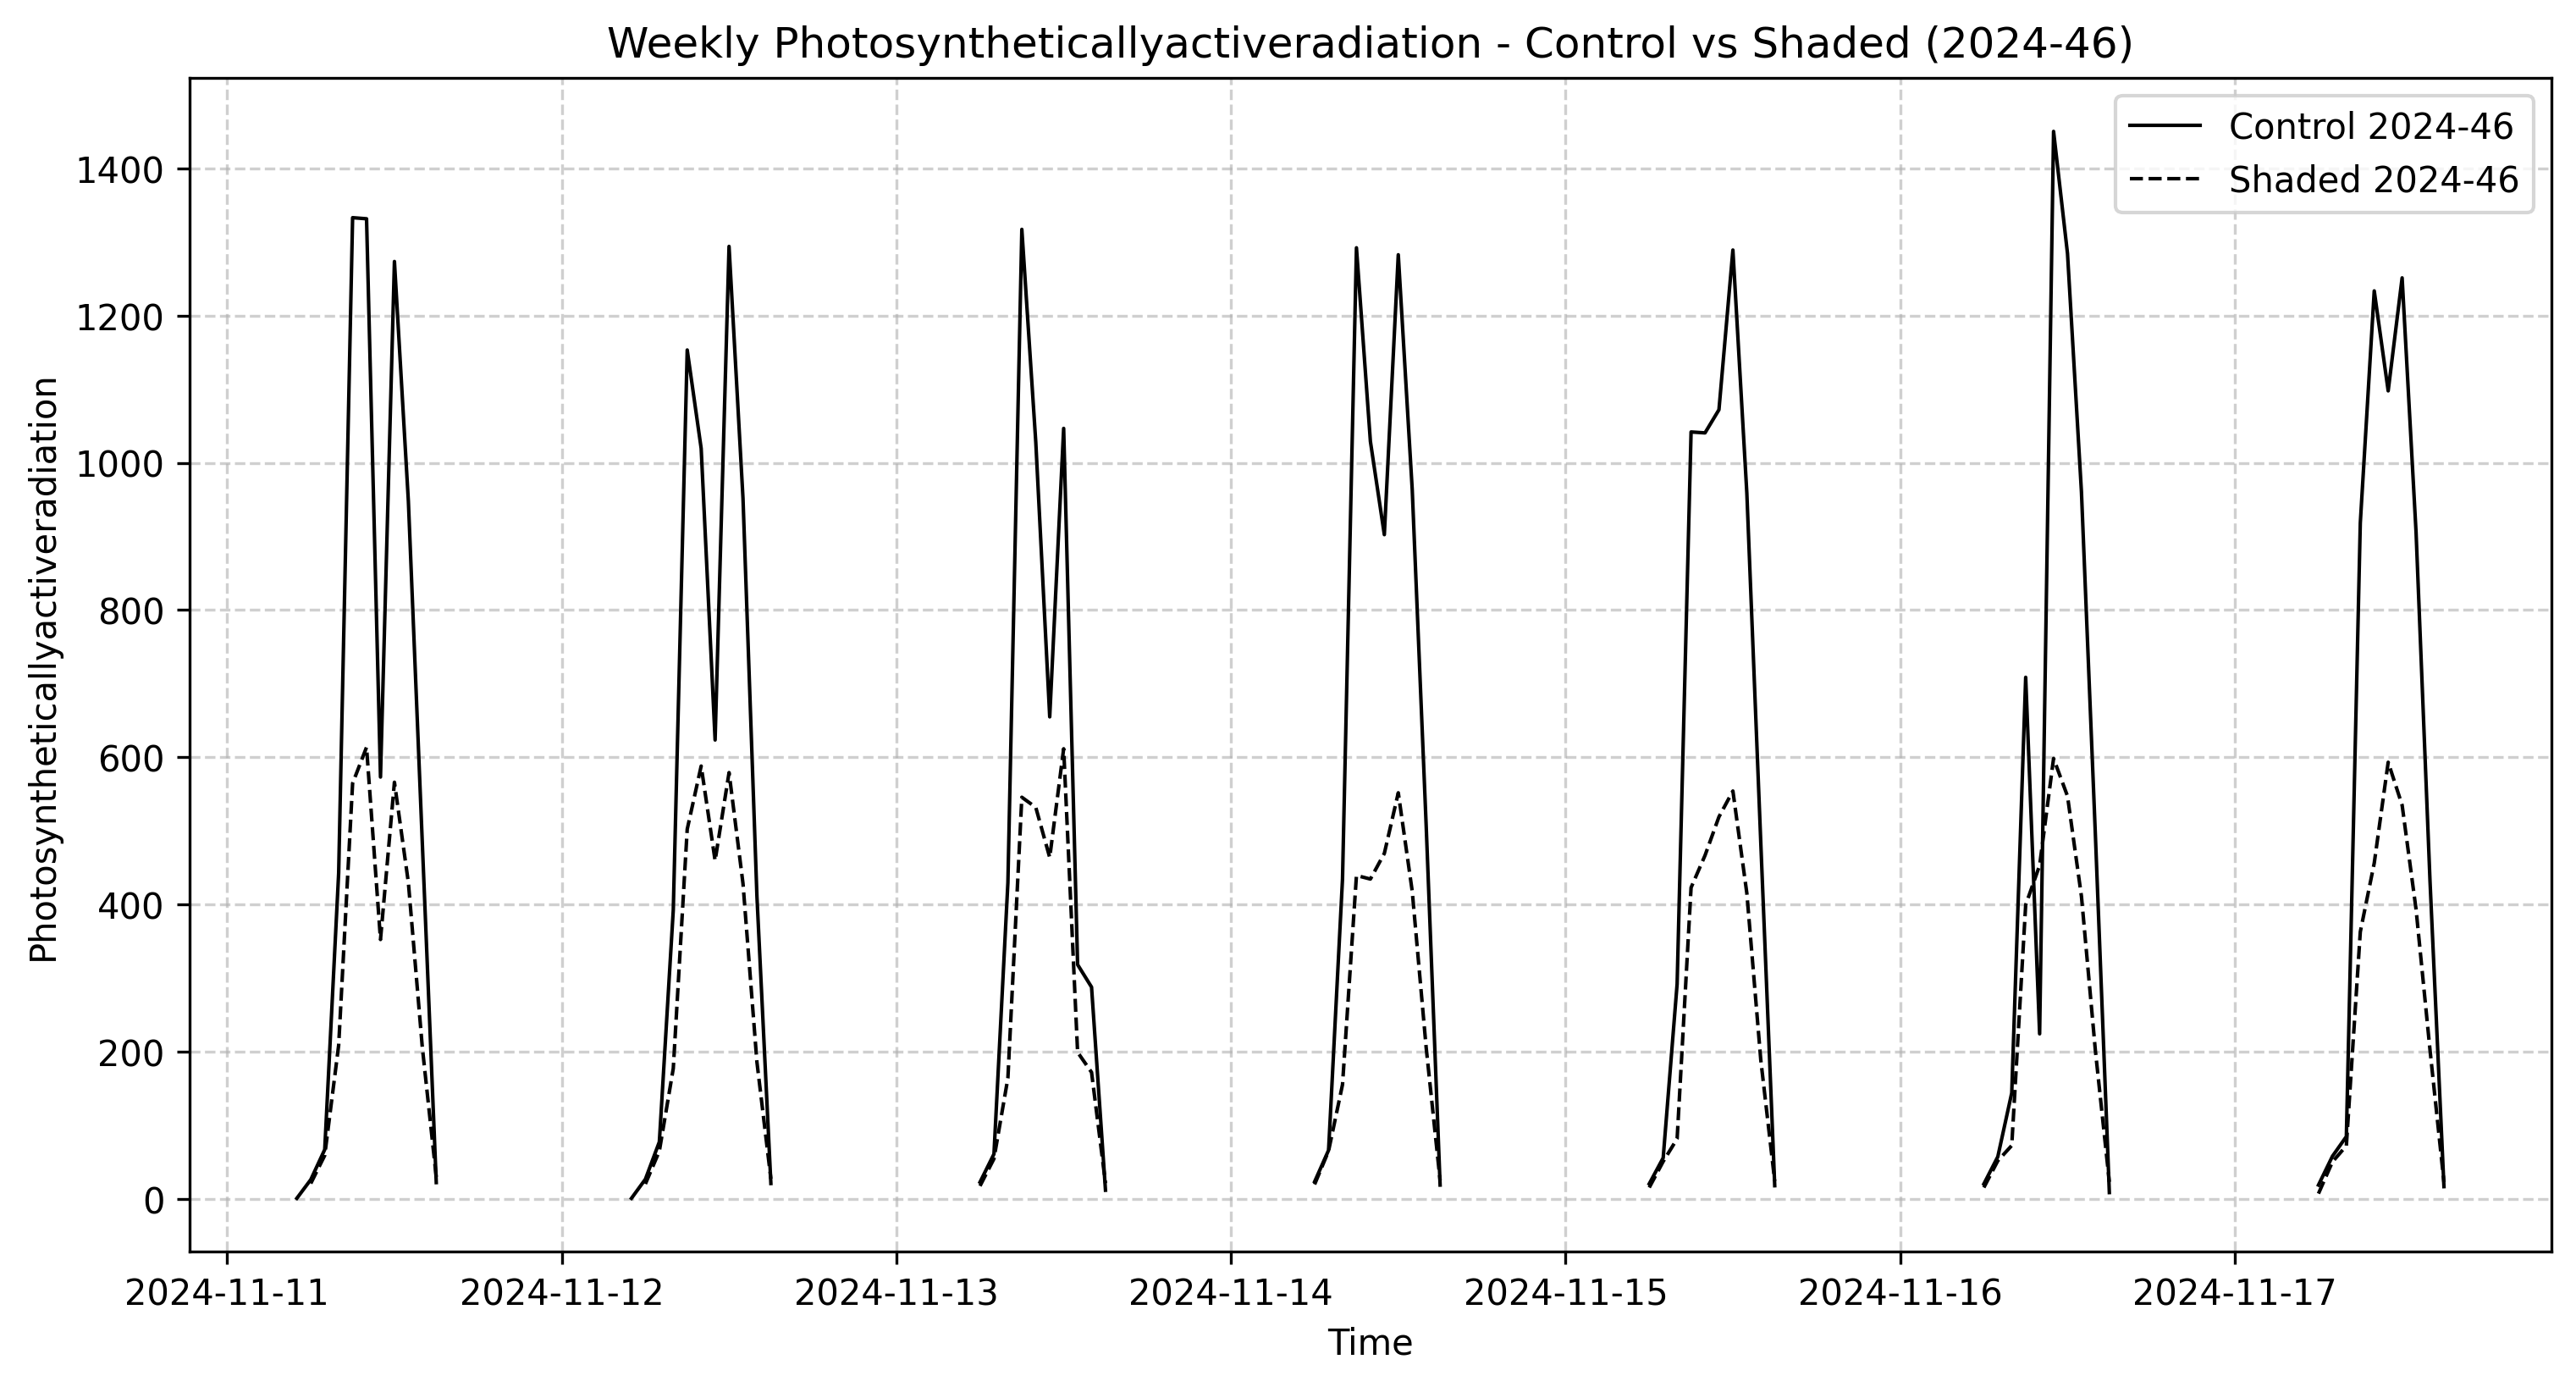 Weekly Photosyntheticallyactiveradiation - Control vs Shaded (2024-46)
Control 2024-46
Shaded 2024-46
Photosyntheticallyactiveradiation
1400
1200
1000
800
600
400
200
0
2024-11-11 2024-11-12 2024-11-13 2024-11-14 2024-11-15 2024-11-16 2024-11-17
Time